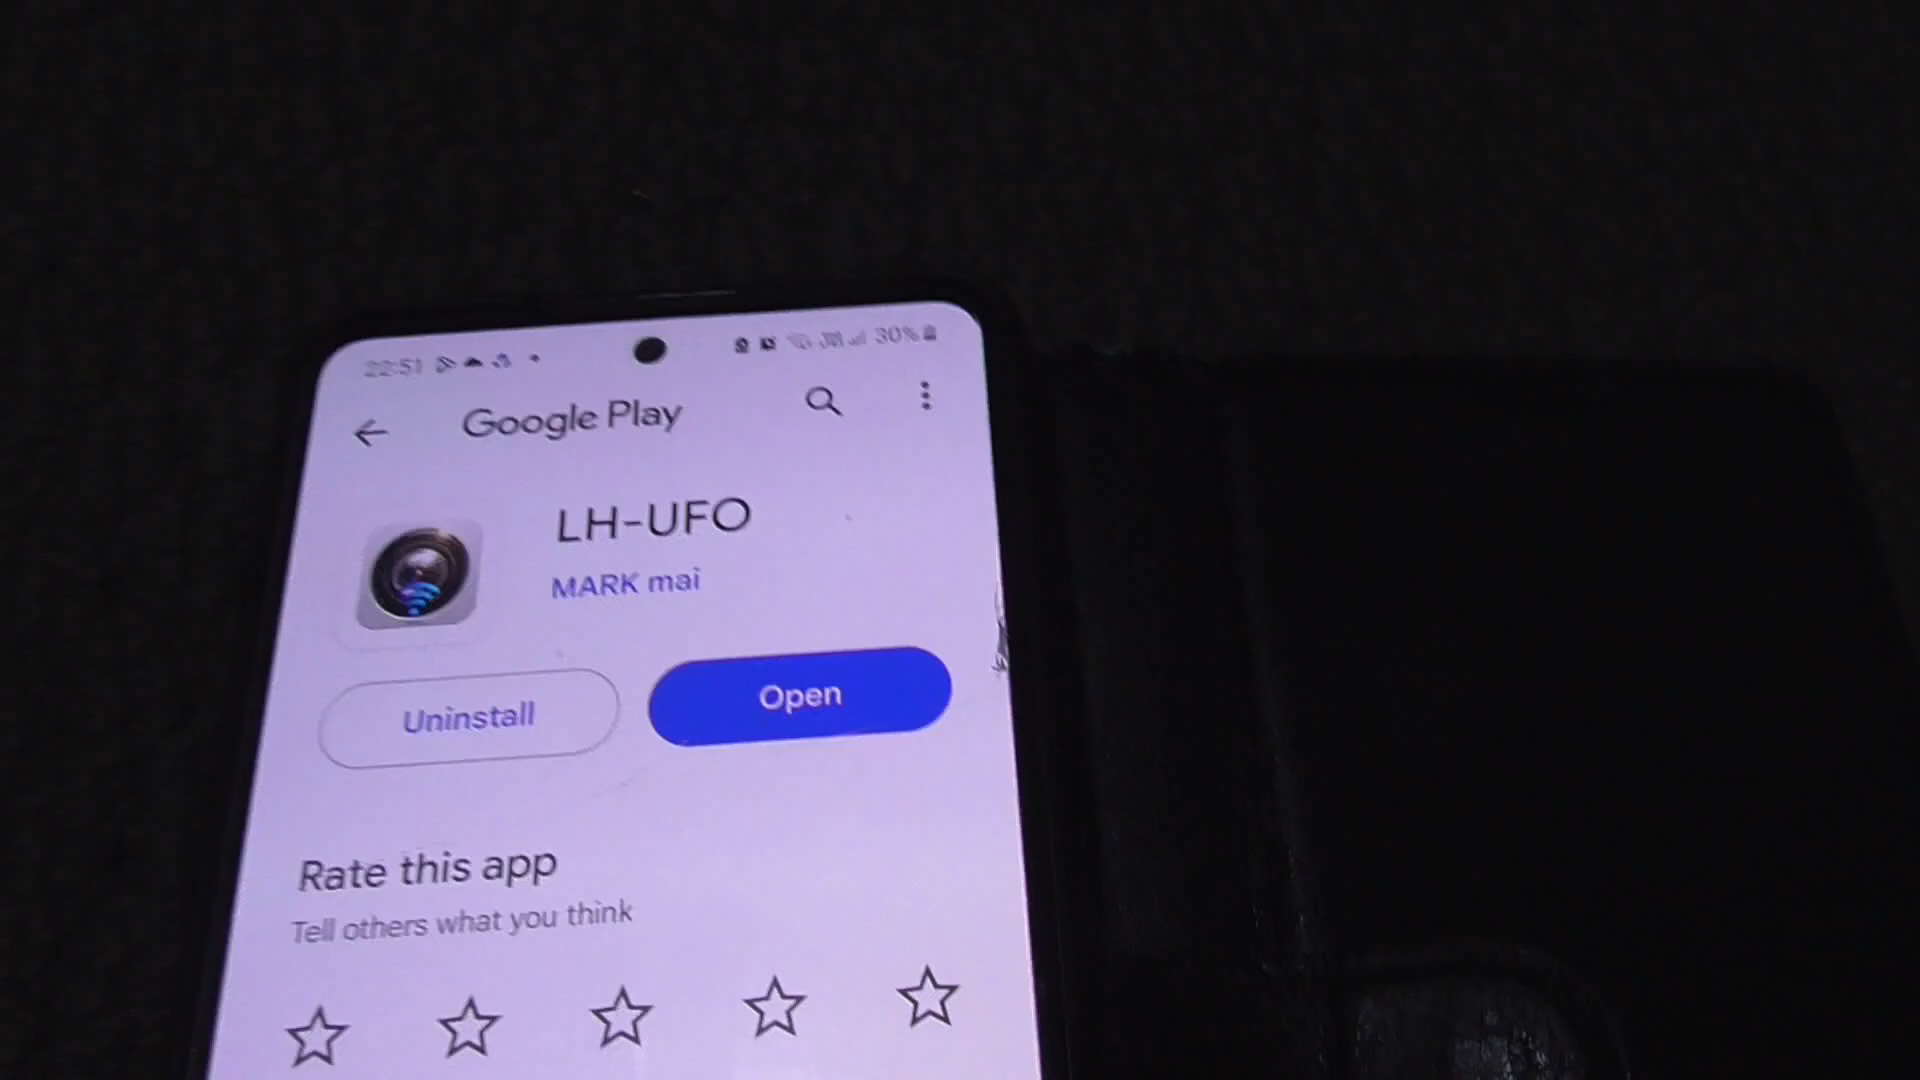 22:51
30%
Google Play
LH-UFO
MARK mai
Uninstall
Open
Rate this app
Tell others what you think